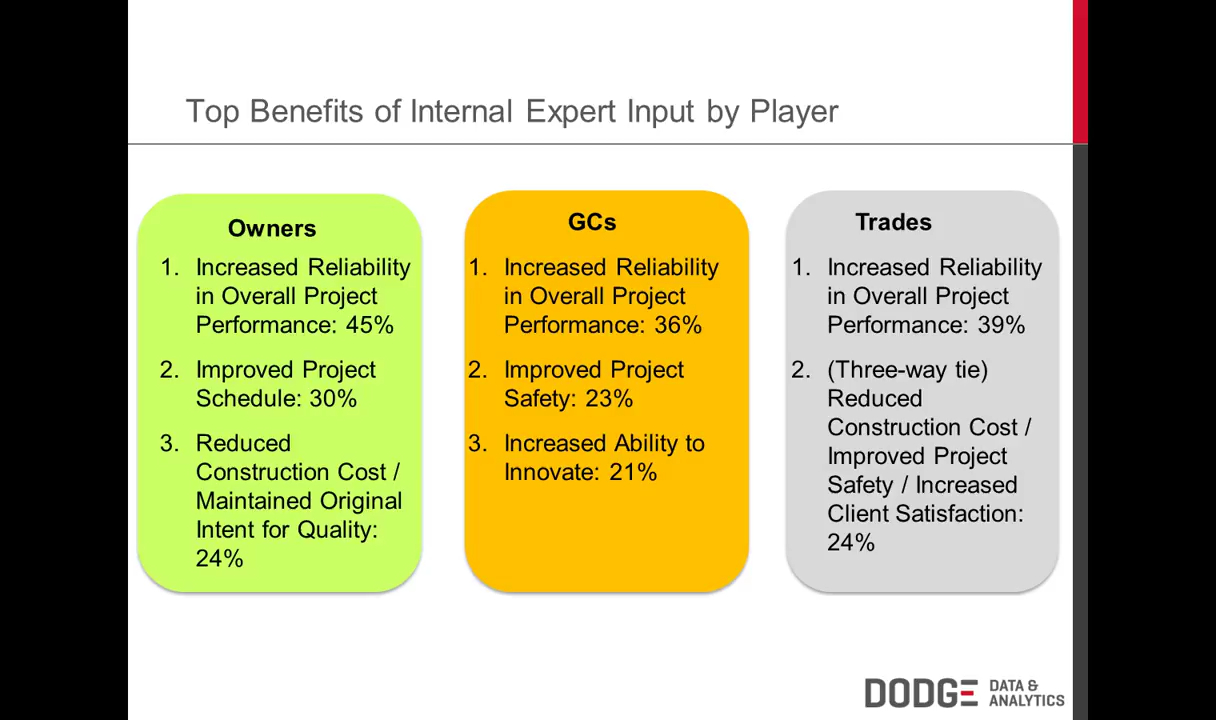 Top Benefits of Internal Expert Input by Player
Owners
1. Increased Reliability
in Overall Project
Performance: 45%
2. Improved Project
Schedule: 30%
3. Reduced
Construction Cost /
Maintained Original
Intent for Quality:
24%
GCs
1. Increased Reliability
in Overall Project
Performance: 36%
2. Improved Project
Safety: 23%
3. Increased Ability to
Innovate: 21%
Trades
1. Increased Reliability
in Overall Project
Performance: 39%
2. (Three-way tie)
Reduced
Construction Cost /
Improved Project
Safety / Increased
Client Satisfaction:
24%
DODGE DATA &
ANALYTICS